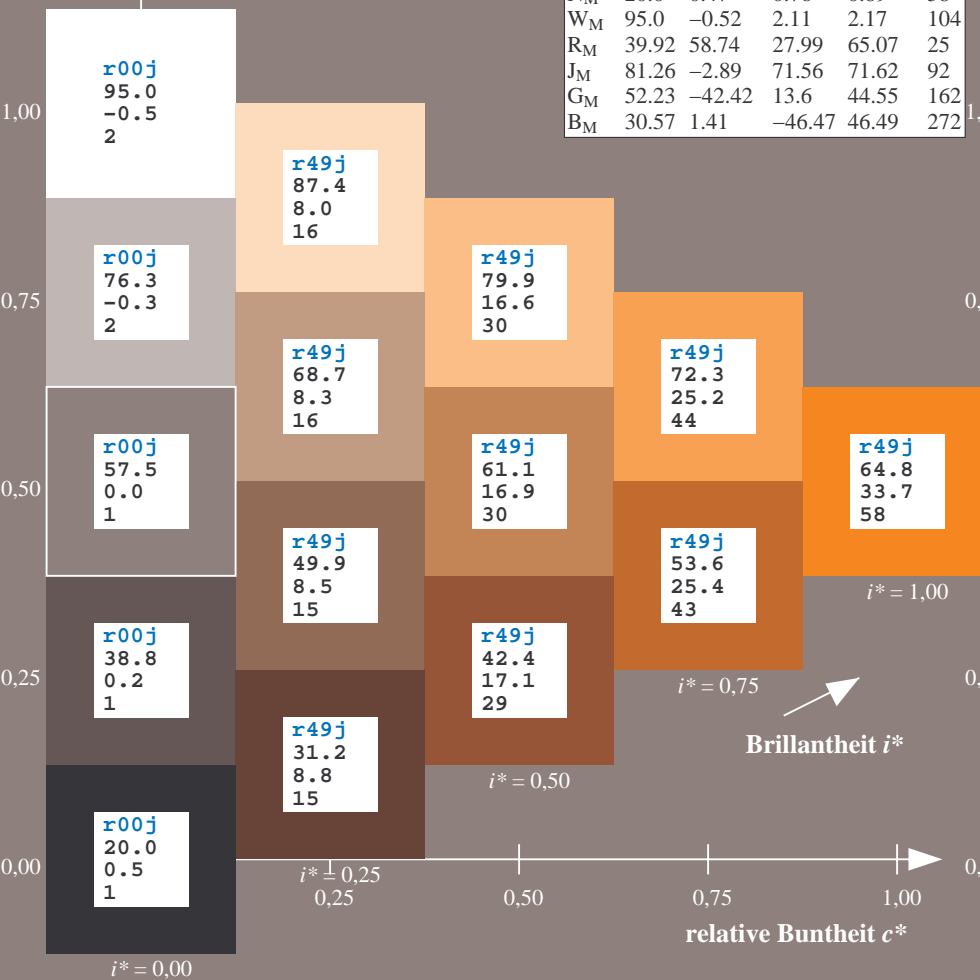 W_M 95.0 −0.52 2.11 2.17 104
R_M 39.92 58.74 27.99 65.07 25
J_M 81.26 −2.89 71.56 71.62 92
G_M 52.23 −42.42 13.6 44.55 162
B_M 30.57 1.41 −46.47 46.49 272
r00j
95.0
-0.5
2
1,00
1,
r49j
87.4
8.0
16
r00j
76.3
-0.3
2
r49j
79.9
16.6
30
0,75
0,
r49j
68.7
8.3
16
r49j
72.3
25.2
44
r00j
57.5
0.0
1
r49j
61.1
16.9
30
r49j
64.8
33.7
58
0,50
r49j
49.9
8.5
15
r49j
53.6
25.4
43
i* = 1,00
r00j
38.8
0.2
1
r49j
42.4
17.1
29
0,25
0,
i* = 0,75
r49j
31.2
8.8
15
Brillantheit i*
i* = 0,50
r00j
20.0
0.5
1
0,00
0,
i* = 0,25
0,25 0,50 0,75 1,00
relative Buntheit c*
i* = 0,00